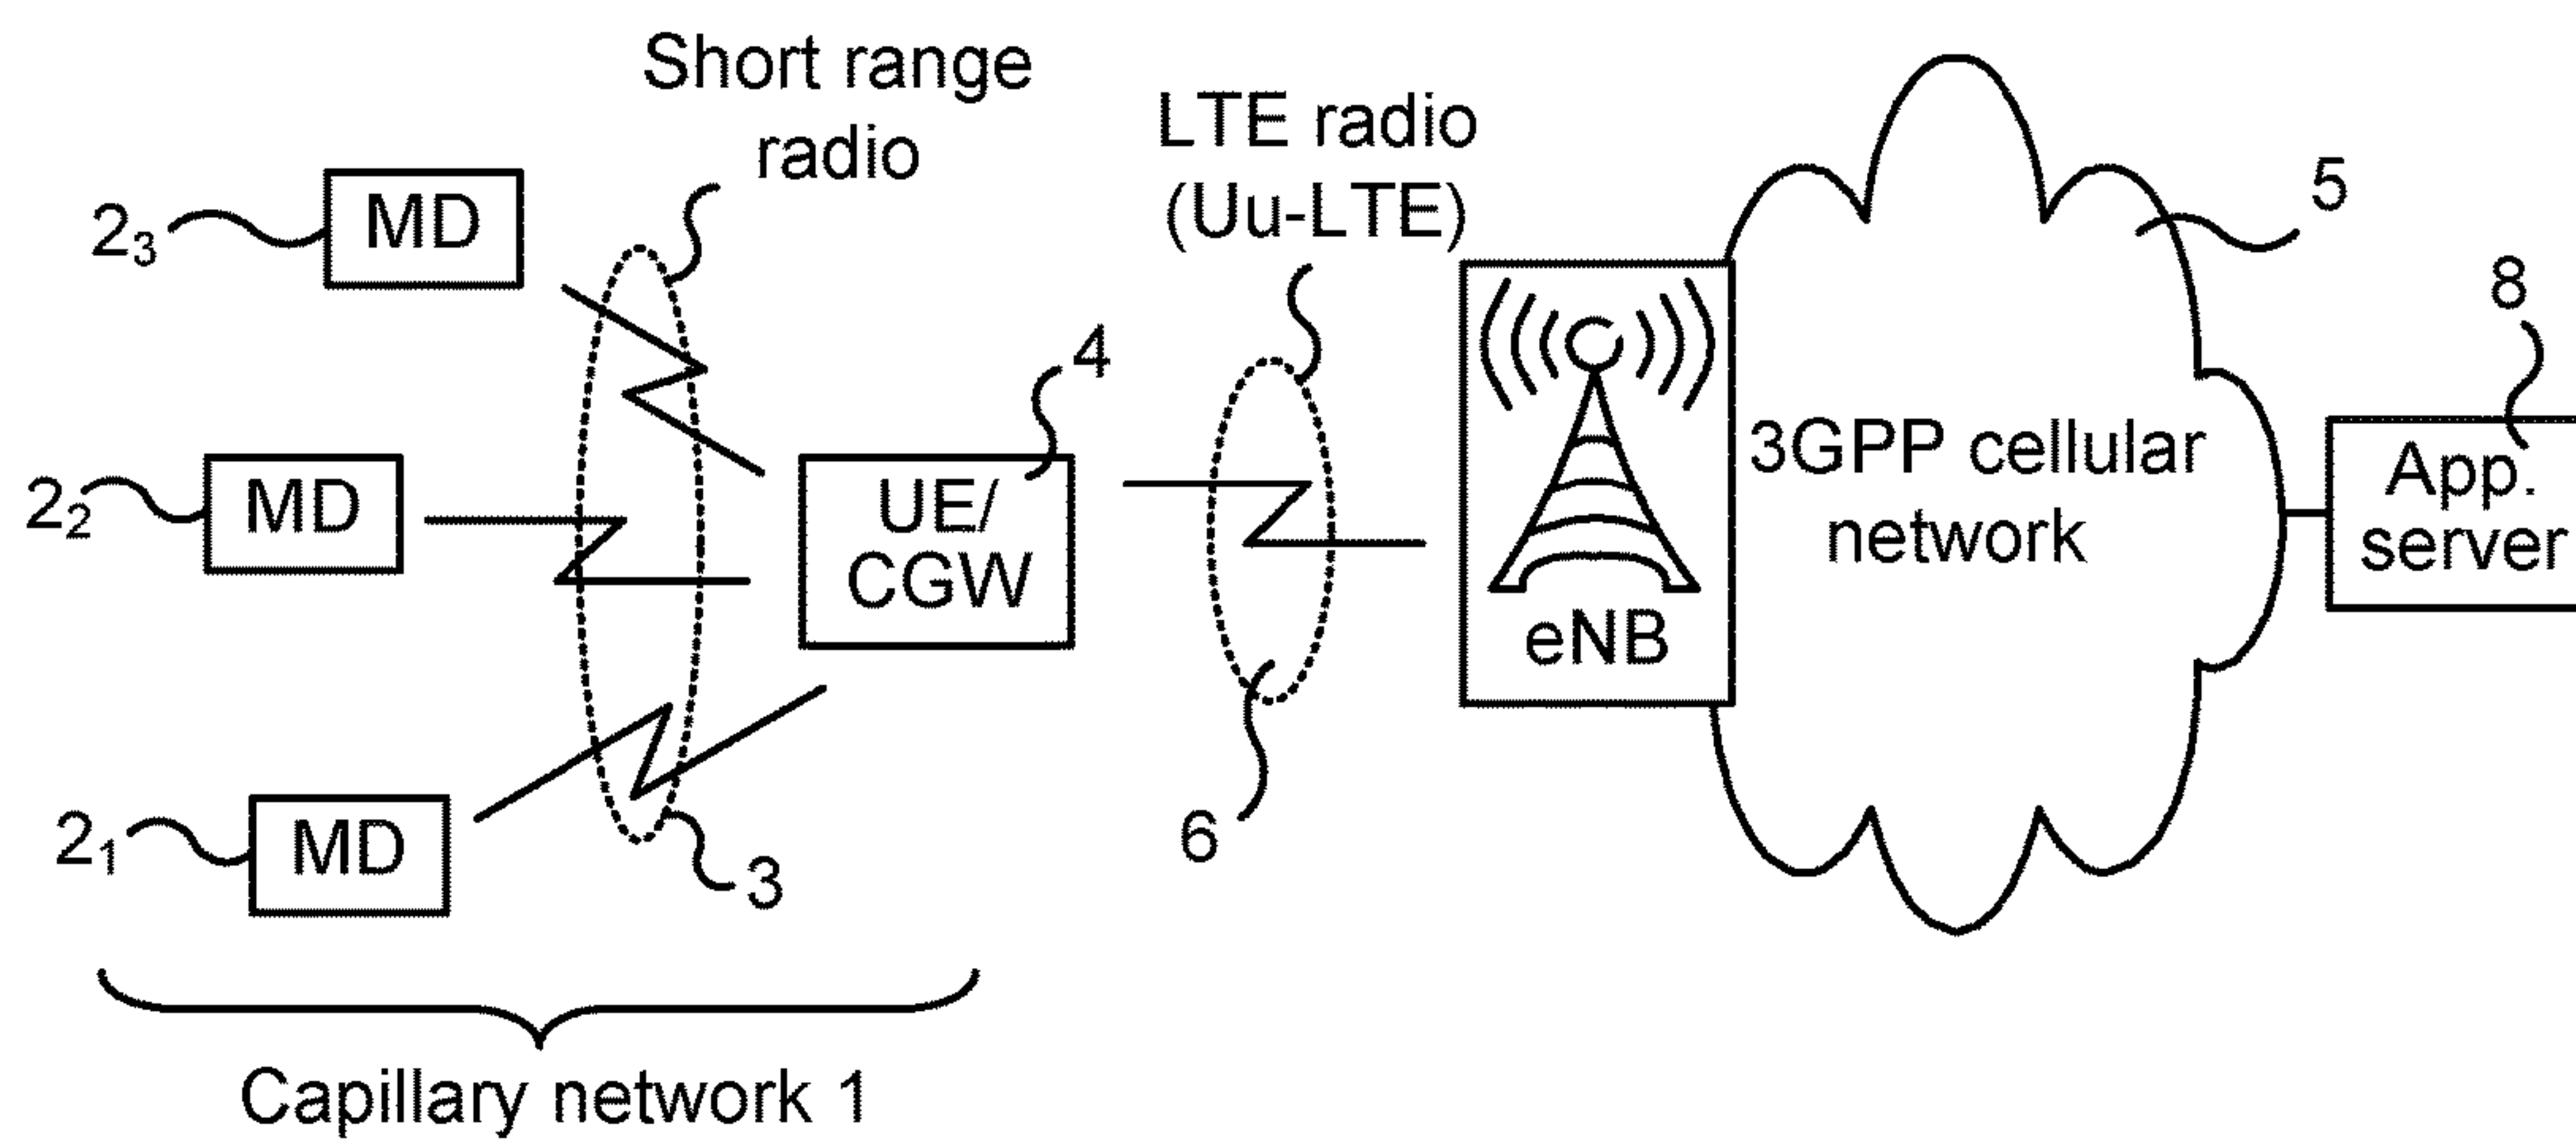 Short range
radio
LTE radio
(Uu-LTE)
5
8
2₃
MD
4
2₂
MD
UE/
CGW
3GPP cellular
network
App.
server
eNB
2₁
MD
3
6
Capillary network 1